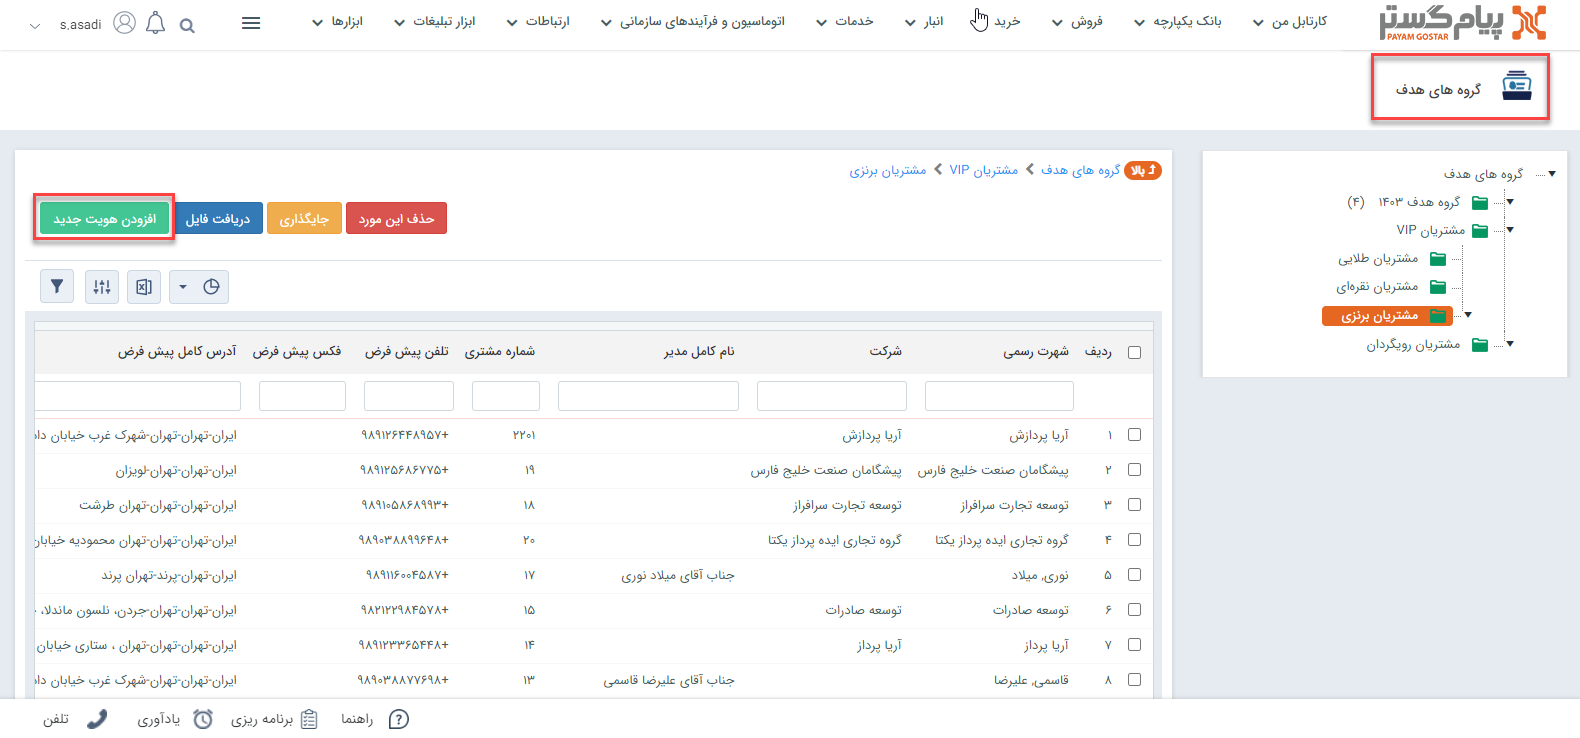 پیام گستر
PAYAM GOSTAR
کارتابل من
بانک یکپارچه
فروش
خرید
انبار
خدمات
اتوماسیون و فرآیندهای سازمانی
ارتباطات
ابزار تبلیغات
ابزارها
s.asadi
گروه های هدف
گروه های هدف
گروه هدف ۱۴۰۳ (۴)
مشتریان VIP
مشتریان طلایی
مشتریان نقره‌ای
مشتریان برنزی
مشتریان رویگردان
بالا گروه های هدف مشتریان VIP مشتریان برنزی
حذف این مورد جایگذاری دریافت فایل افزودن هویت جدید
ردیف شهرت رسمی شرکت نام کامل مدیر شماره مشتری تلفن پیش فرض فکس پیش فرض آدرس کامل پیش فرض
۱ آریا پردازش آریا پردازش ۲۲۰۱ +۹۸۹۱۲۶۴۴۸۹۵۷ ایران-تهران-تهران-شهرک غرب خیابان
۲ پیشگامان صنعت خلیج فارس پیشگامان صنعت خلیج فارس ۱۹ +۹۸۹۱۲۵۶۸۶۷۷۵ ایران-تهران-تهران-لویزان
۳ توسعه تجارت سرافراز توسعه تجارت سرافراز ۱۸ +۹۸۹۱۰۵۸۶۸۹۹۳ ایران-تهران-تهران-تهران طرشت
۴ گروه تجاری ایده پرداز یکتا گروه تجاری ایده پرداز یکتا ۲۰ +۹۸۹۰۳۸۸۹۹۶۴۸ ایران-تهران-تهران-تهران محمودیه خیابان
۵ نوری, میلاد جناب آقای میلاد نوری ۱۷ +۹۸۹۱۱۶۰۰۴۵۸۷ ایران-تهران-پرند-تهران پرند
۶ توسعه صادرات توسعه صادرات ۱۵ +۹۸۲۱۲۲۹۸۴۵۷۸ ایران-تهران-تهران-جردن، نلسون ماندلا،
۷ آریا پرداز آریا پرداز ۱۴ +۹۸۹۱۲۳۳۶۵۴۴۸ ایران-تهران-تهران-تهران ، ستاری خیابان
۸ قاسمی, علیرضا جناب آقای علیرضا قاسمی ۱۳ +۹۸۹۰۳۸۸۷۷۶۹۸ ایران-تهران-تهران-شهرک غرب خیابان
راهنما برنامه ریزی یادآوری تلفن